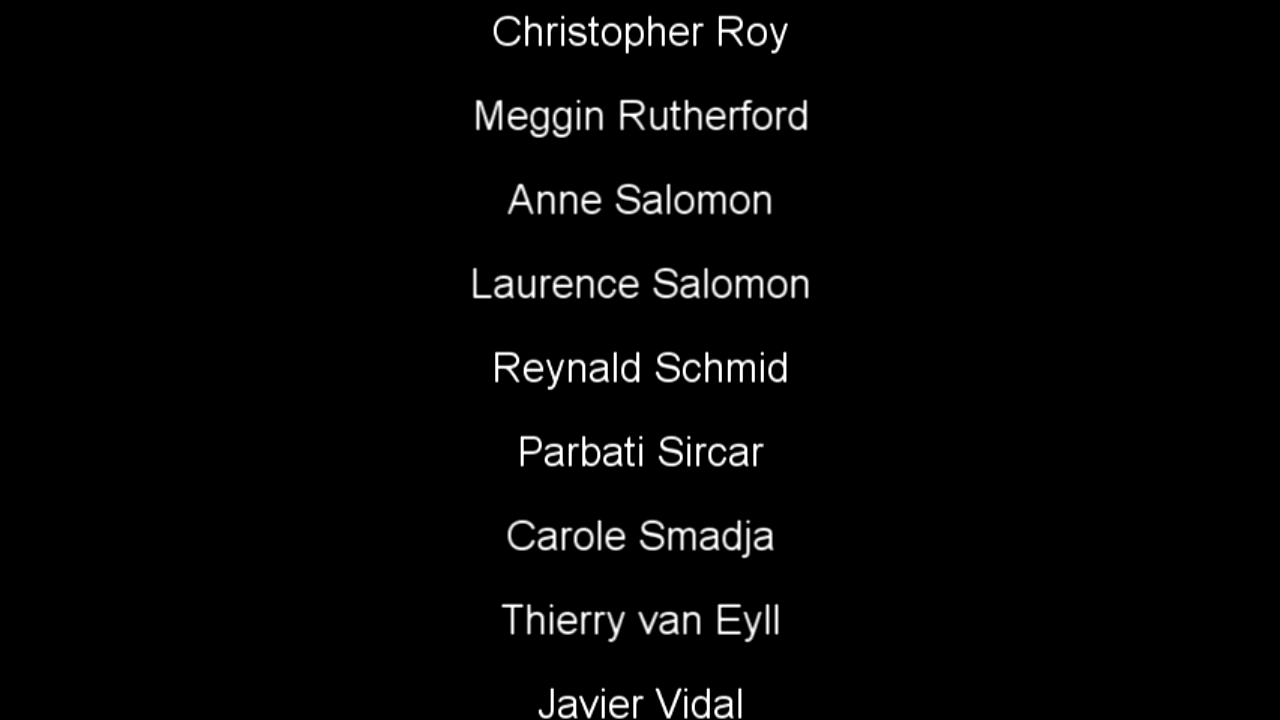 Christopher Roy
Meggin Rutherford
Anne Salomon
Laurence Salomon
Reynald Schmid
Parbati Sircar
Carole Smadja
Thierry van Eyll
Javier Vidal